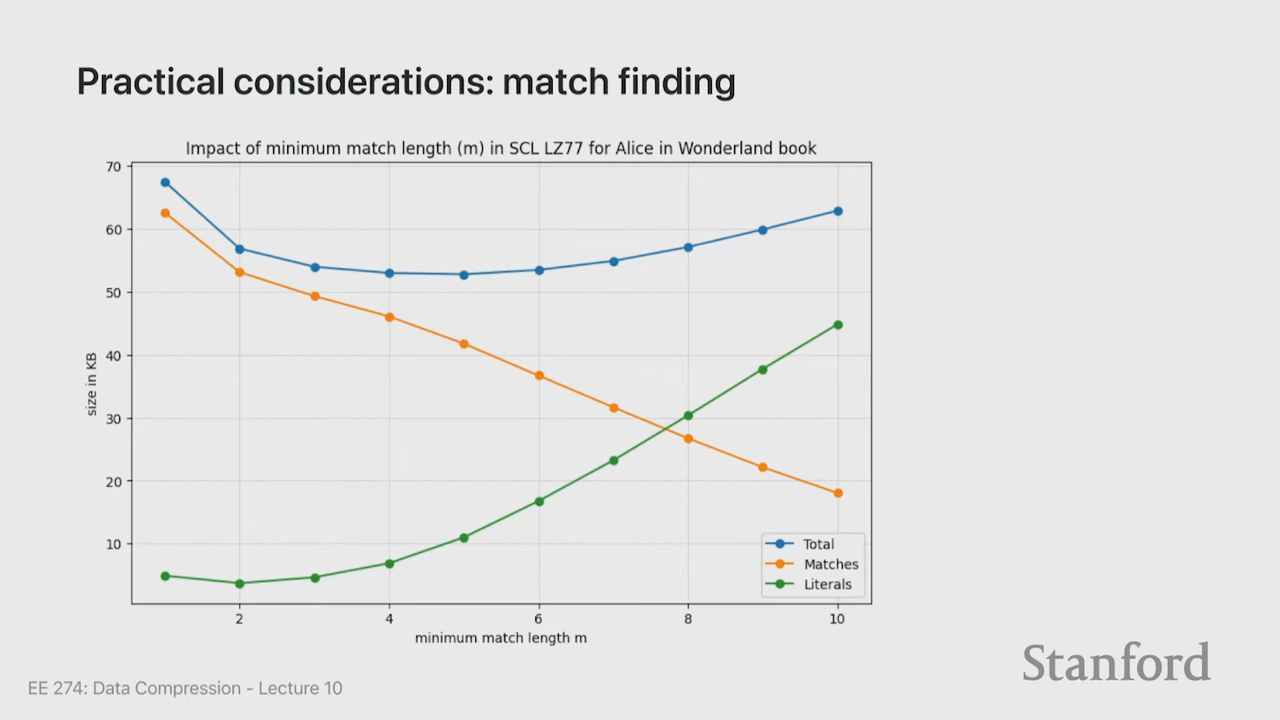 Practical considerations: match finding
Impact of minimum match length (m) in SCL LZ77 for Alice in Wonderland book
70
60
50
40
30
20
10
size in KB
2 4 6 8 10
minimum match length m
Total
Matches
Literals
Stanford
EE 274: Data Compression - Lecture 10